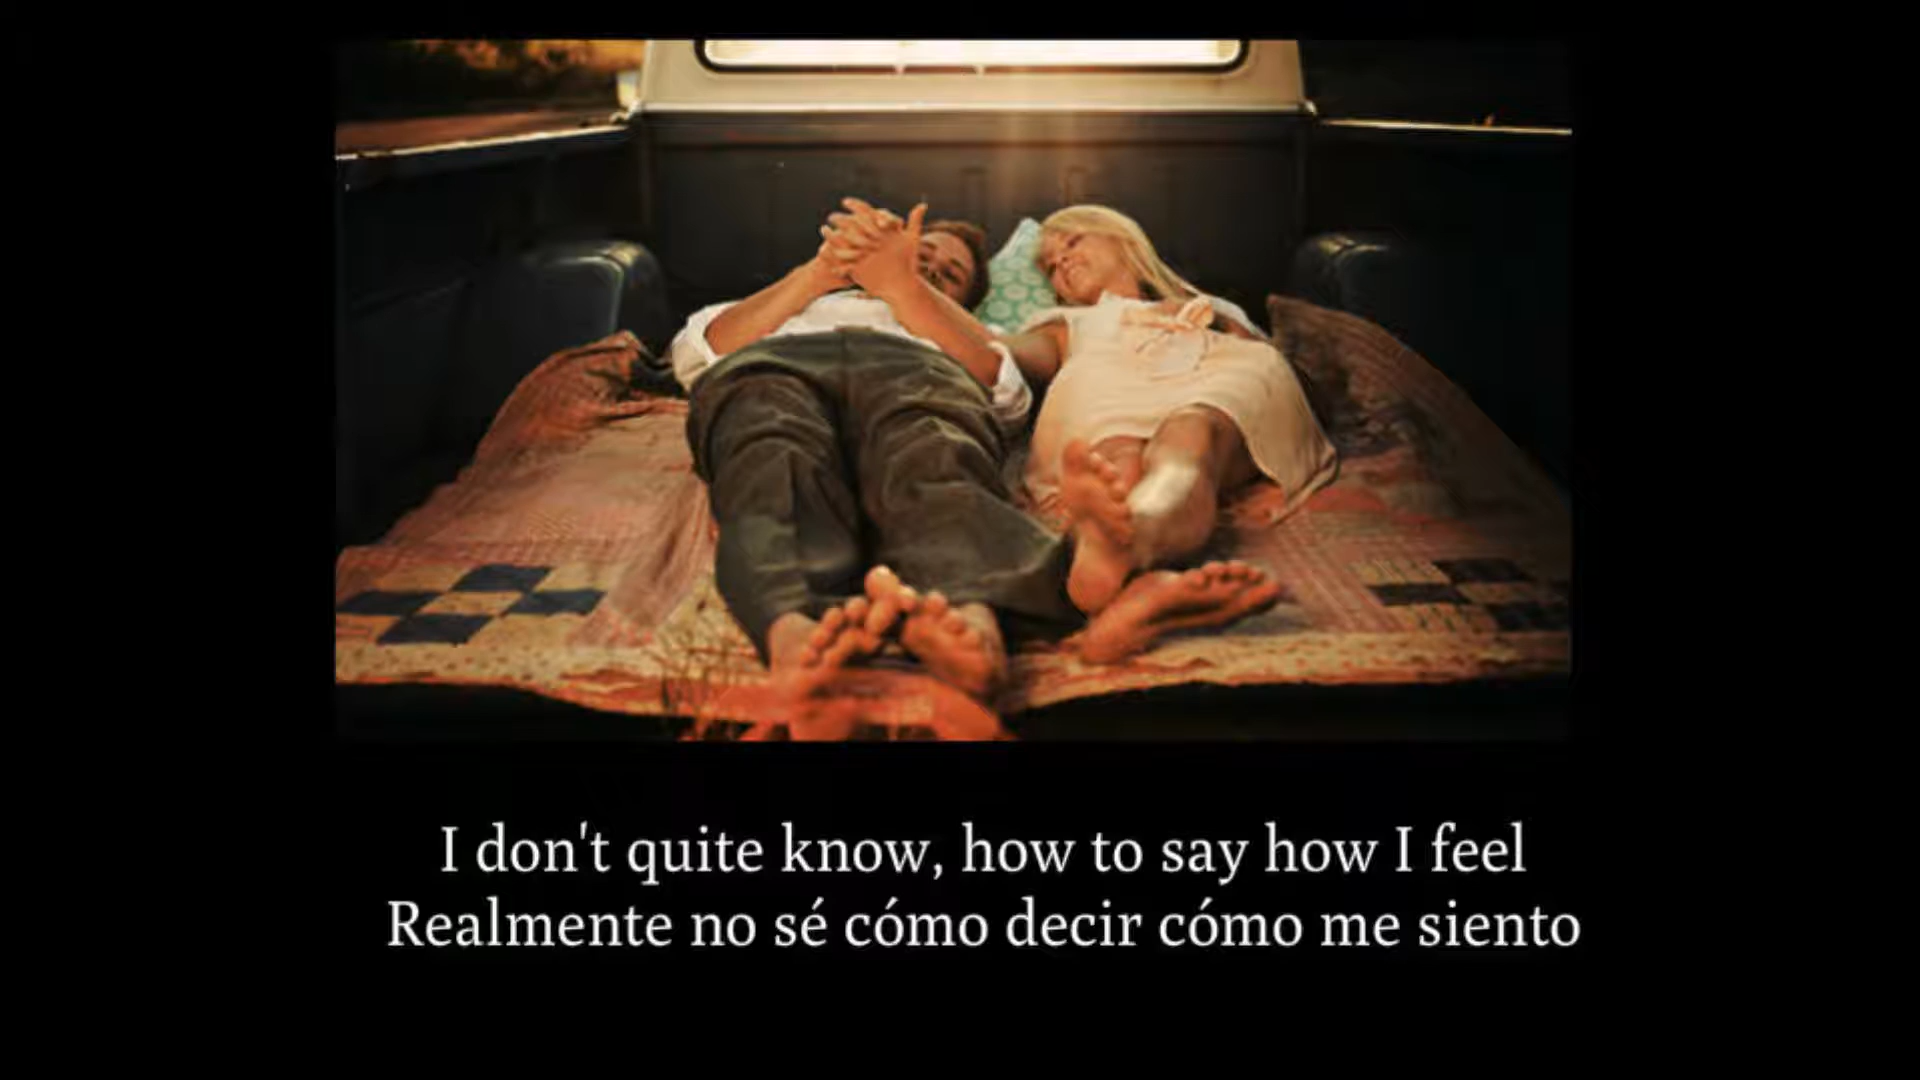 I don't quite know, how to say how I feel
Realmente no sé cómo decir cómo me siento